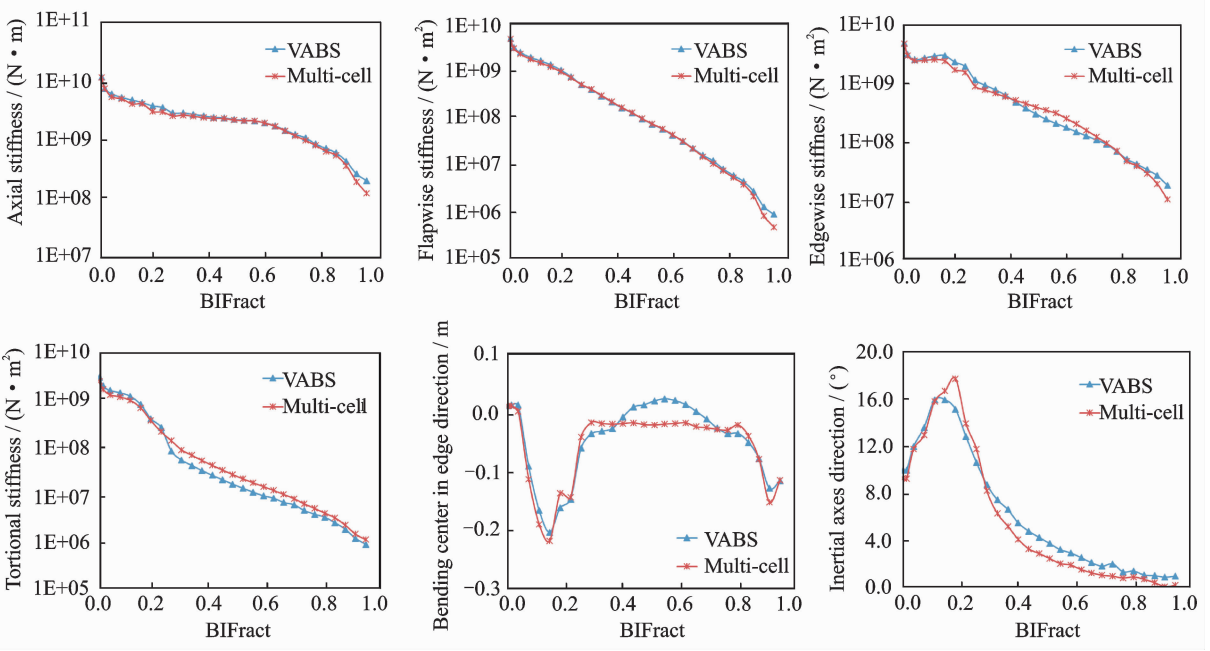 Axial stiffness / (N • m)
1E+11
1E+10
1E+09
1E+08
1E+07
VABS
Multi-cell
0.0 0.2 0.4 0.6 0.8 1.0
BIFract
Flapwise stiffness / (N • m²)
1E+10
1E+09
1E+08
1E+07
1E+06
1E+05
VABS
Multi-cell
0.0 0.2 0.4 0.6 0.8 1.0
BIFract
Edgewise stiffnes / (N • m²)
1E+10
1E+09
1E+08
1E+07
1E+06
VABS
Multi-cell
0.0 0.2 0.4 0.6 0.8 1.0
BIFract
Tortional stiffness / (N • m²)
1E+10
1E+09
1E+08
1E+07
1E+06
1E+05
VABS
Multi-cell
0.0 0.2 0.4 0.6 0.8 1.0
BIFract
Bending center in edge direction / m
0.1
0.0
−0.1
−0.2
−0.3
VABS
Multi-cell
0.0 0.2 0.4 0.6 0.8 1.0
BIFract
Inertial axes direction / (°)
20.0
16.0
12.0
8.0
4.0
0.0
VABS
Multi-cell
0.0 0.2 0.4 0.6 0.8 1.0
BIFract